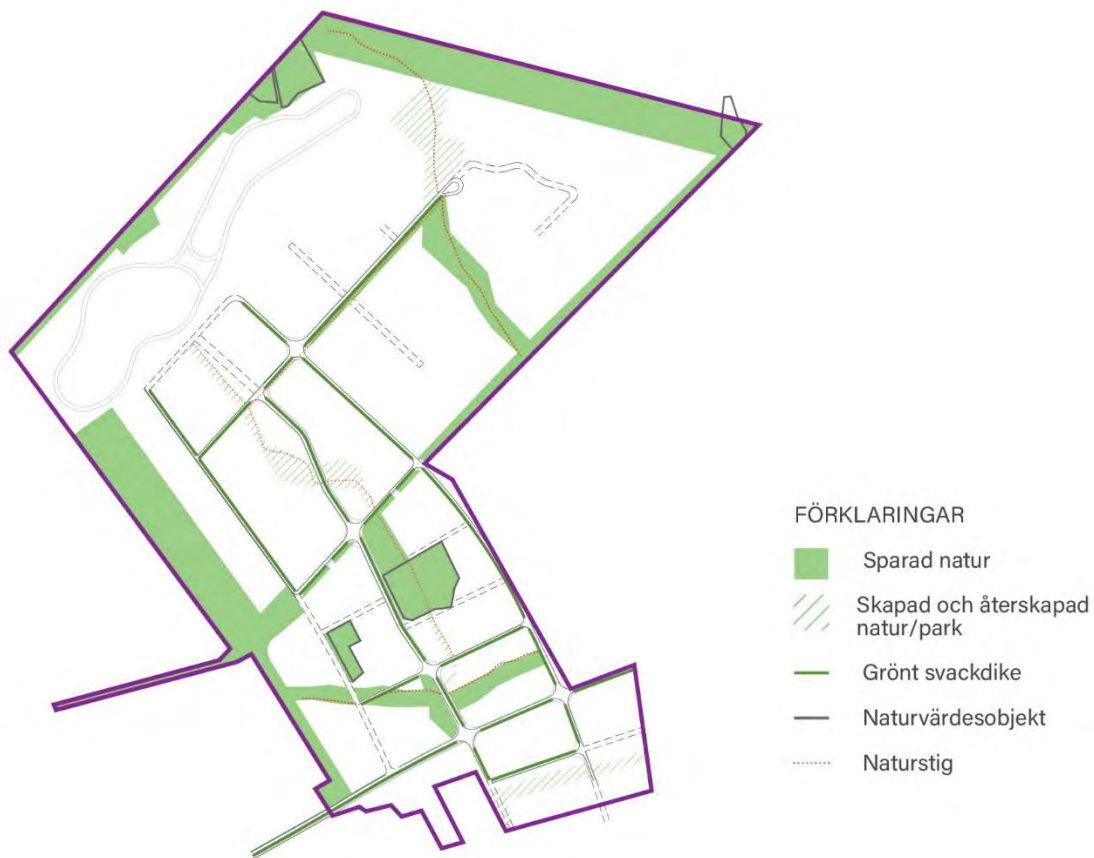 FÖRKLARINGAR
Sparad natur
Skapad och återskapad
natur/park
Grönt svackdike
Naturvärdesobjekt
Naturstig